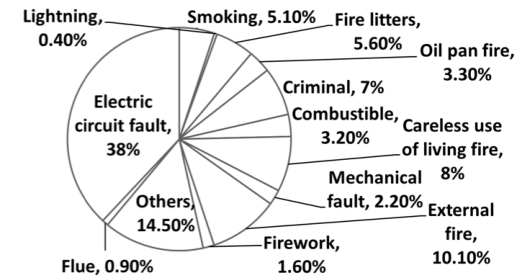 Lightning,
0.40%
Smoking, 5.10%
Fire litters,
5.60%
Oil pan fire,
3.30%
Criminal, 7%
Combustible,
3.20%
Careless use
of living fire,
8%
Mechanical
fault, 2.20%
External
fire,
10.10%
Firework,
1.60%
Others,
14.50%
Flue, 0.90%
Electric
circuit fault,
38%